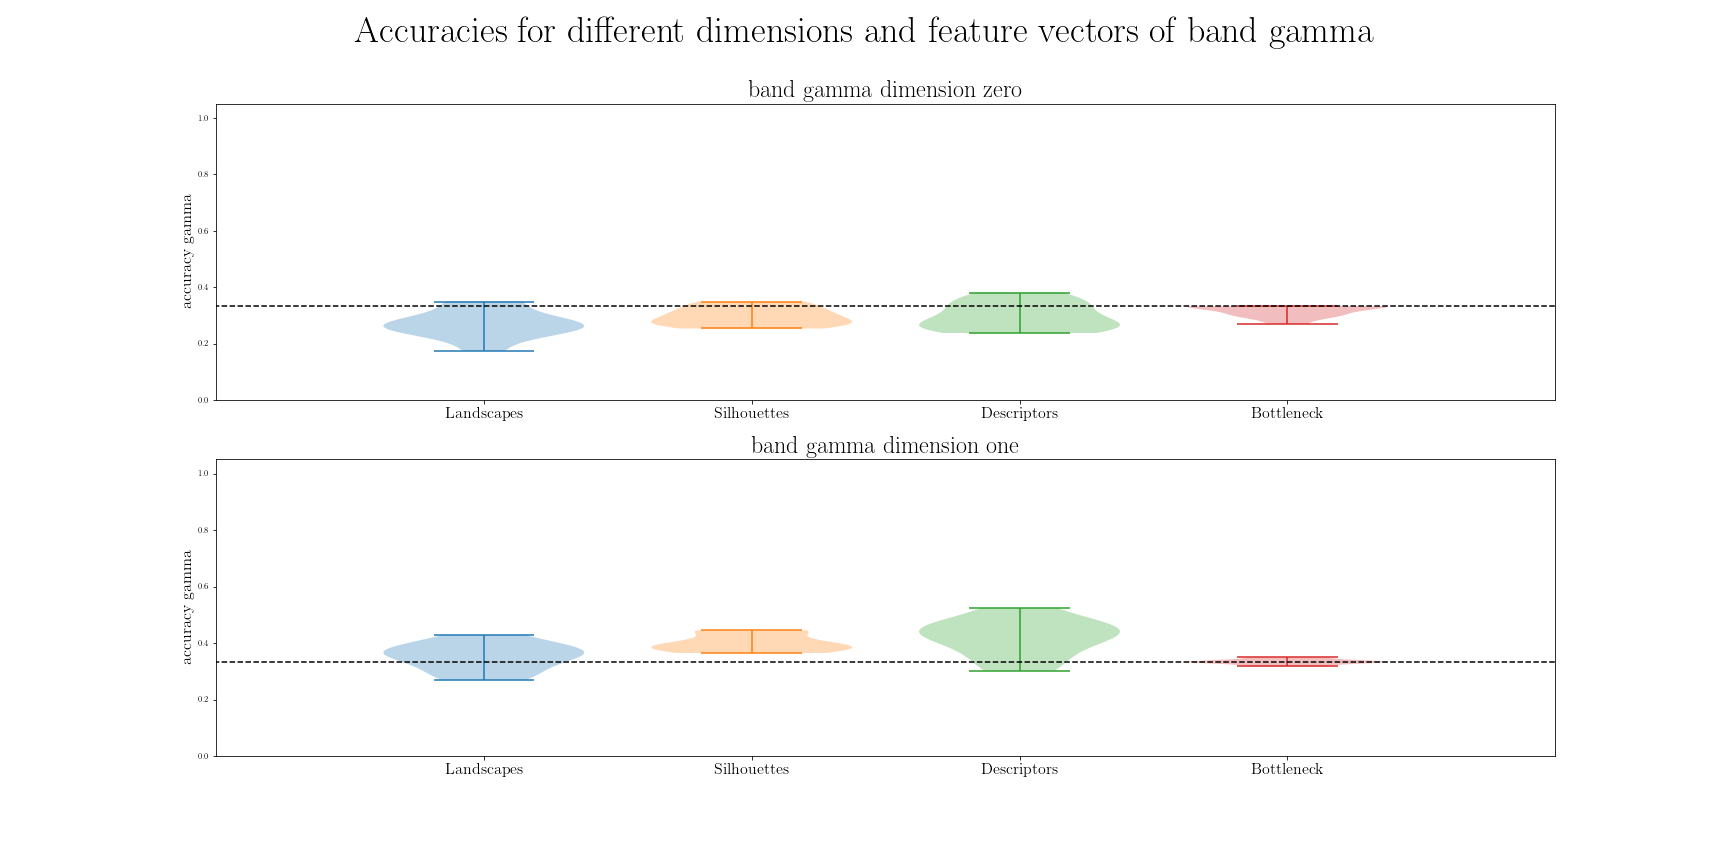 Accuracies for different dimensions and feature vectors of band gamma
band gamma dimension zero
accuracy gamma
1.0
0.8
0.6
0.4
0.2
0.0
Landscapes Silhouettes Descriptors Bottleneck
band gamma dimension one
accuracy gamma
1.0
0.8
0.6
0.4
0.2
0.0
Landscapes Silhouettes Descriptors Bottleneck